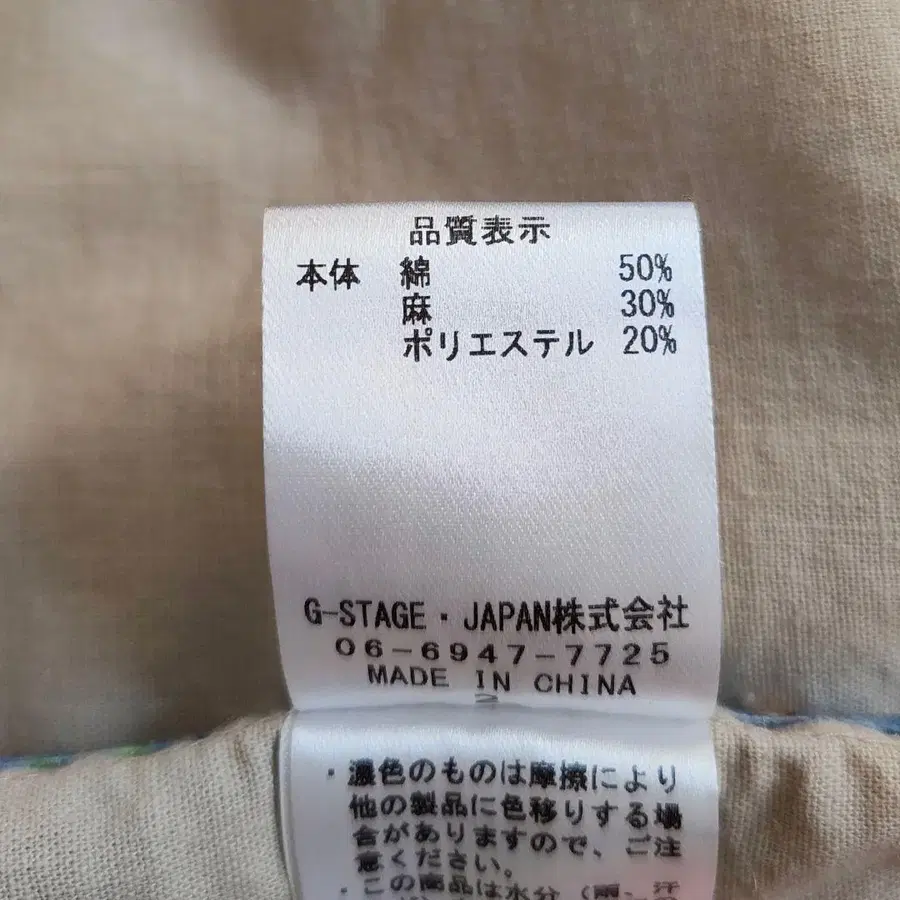 品質表示
本体 綿 50%
麻 30%
ポリエステル 20%
G-STAGE・JAPAN株式会社
06-6947-7725
MADE IN CHINA
・濃色のものは摩擦により
他の製品に色移りする場
合がありますので、ご注
意ください。
・この商品は水分（雨、汗